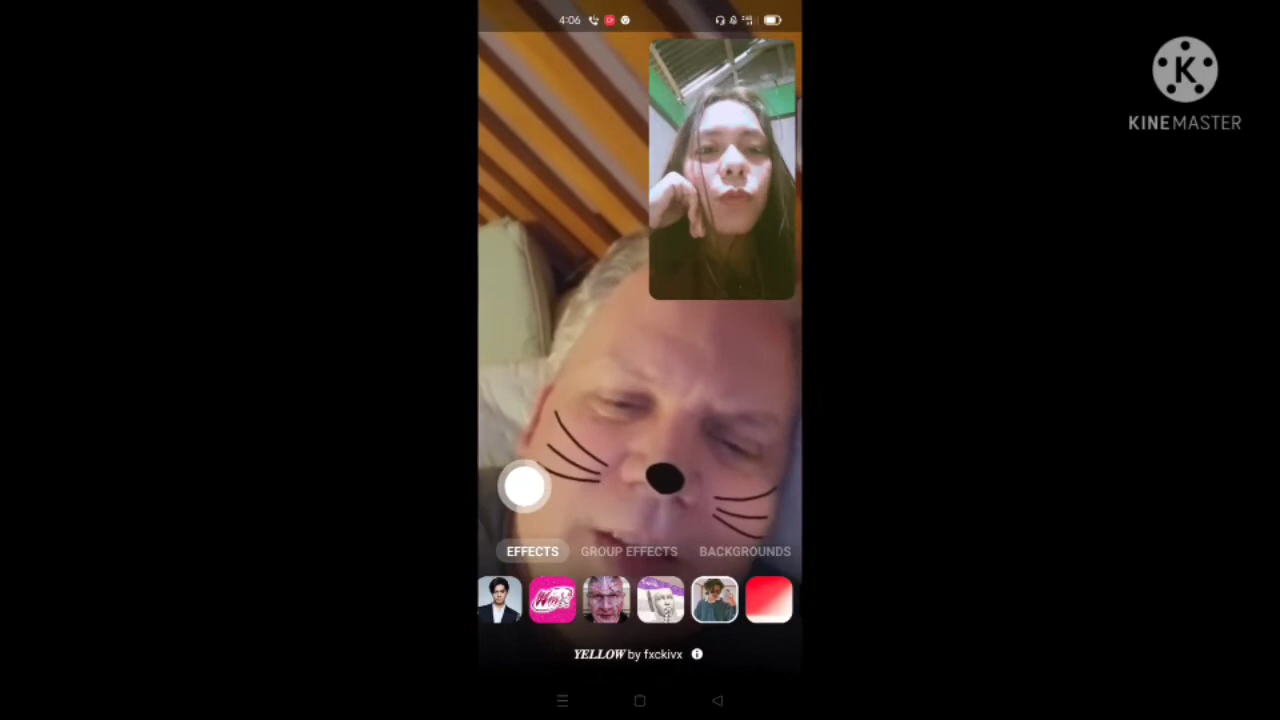 4:06
KINEMASTER
EFFECTS GROUP EFFECTS BACKGROUNDS
YELLOW by fxckivx